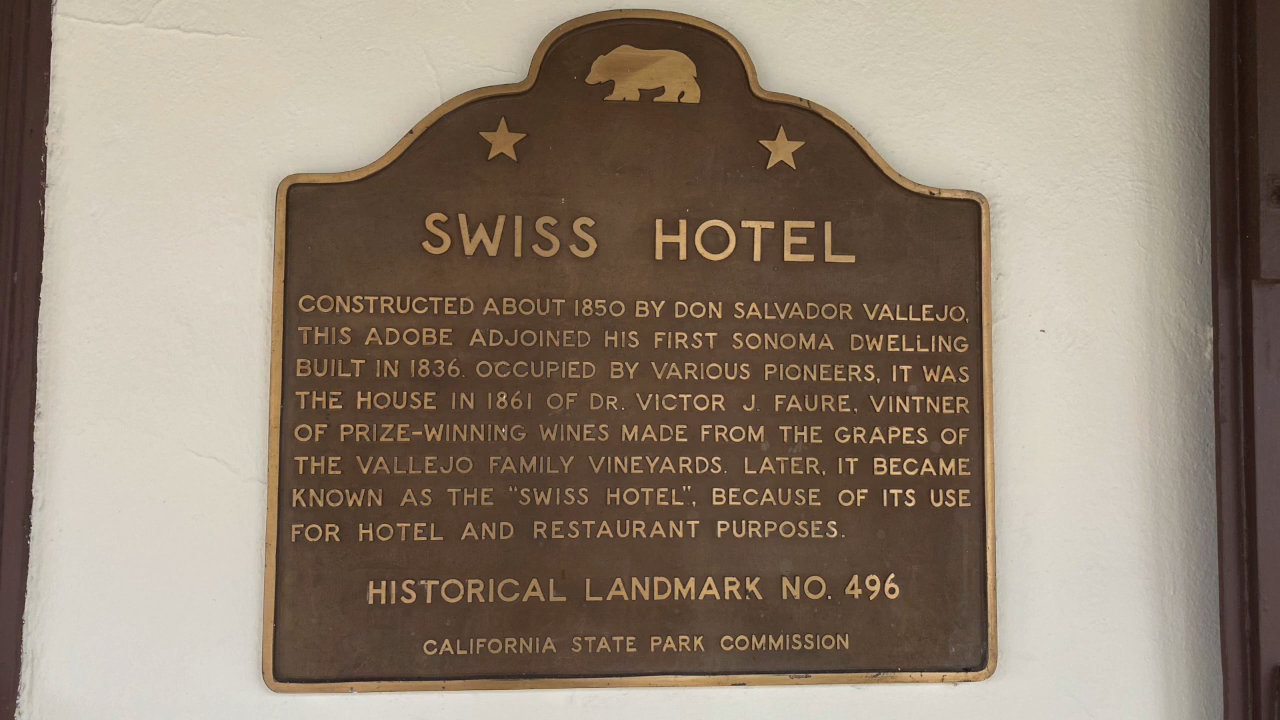 SWISS HOTEL
CONSTRUCTED ABOUT 1850 BY DON SALVADOR VALLEJO,
THIS ADOBE ADJOINED HIS FIRST SONOMA DWELLING
BUILT IN 1836. OCCUPIED BY VARIOUS PIONEERS, IT WAS
THE HOUSE IN 1861 OF DR. VICTOR J. FAURE, VINTNER
OF PRIZE-WINNING WINES MADE FROM THE GRAPES OF
THE VALLEJO FAMILY VINEYARDS. LATER, IT BECAME
KNOWN AS THE "SWISS HOTEL", BECAUSE OF ITS USE
FOR HOTEL AND RESTAURANT PURPOSES.
HISTORICAL LANDMARK NO. 496
CALIFORNIA STATE PARK COMMISSION